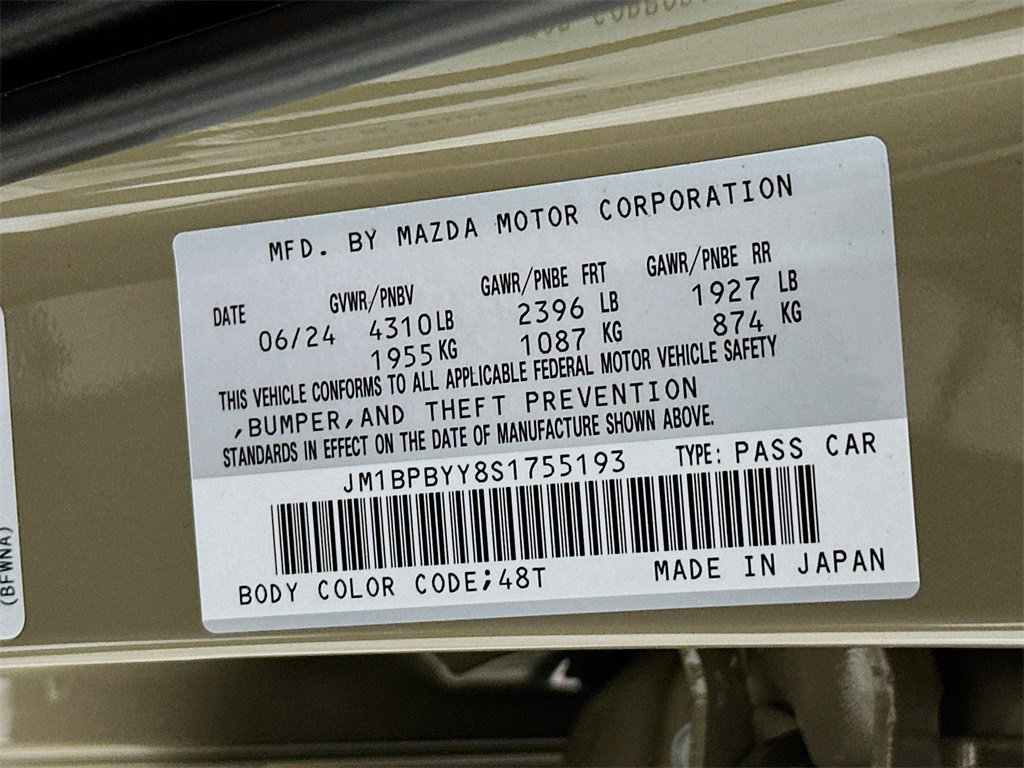 MFD. BY MAZDA MOTOR CORPORATION
DATE GVWR/PNBV GAWR/PNBE FRT GAWR/PNBE RR
06/24 4310LB 2396 LB 1927 LB
1955KG 1087 KG 874 KG
THIS VEHICLE CONFORMS TO ALL APPLICABLE FEDERAL MOTOR VEHICLE SAFETY
,BUMPER,AND THEFT PREVENTION
STANDARDS IN EFFECT ON THE DATE OF MANUFACTURE SHOWN ABOVE.
JM1BPBYY8S1755193 TYPE: PASS CAR
BODY COLOR CODE;48T MADE IN JAPAN
(BFWNA)